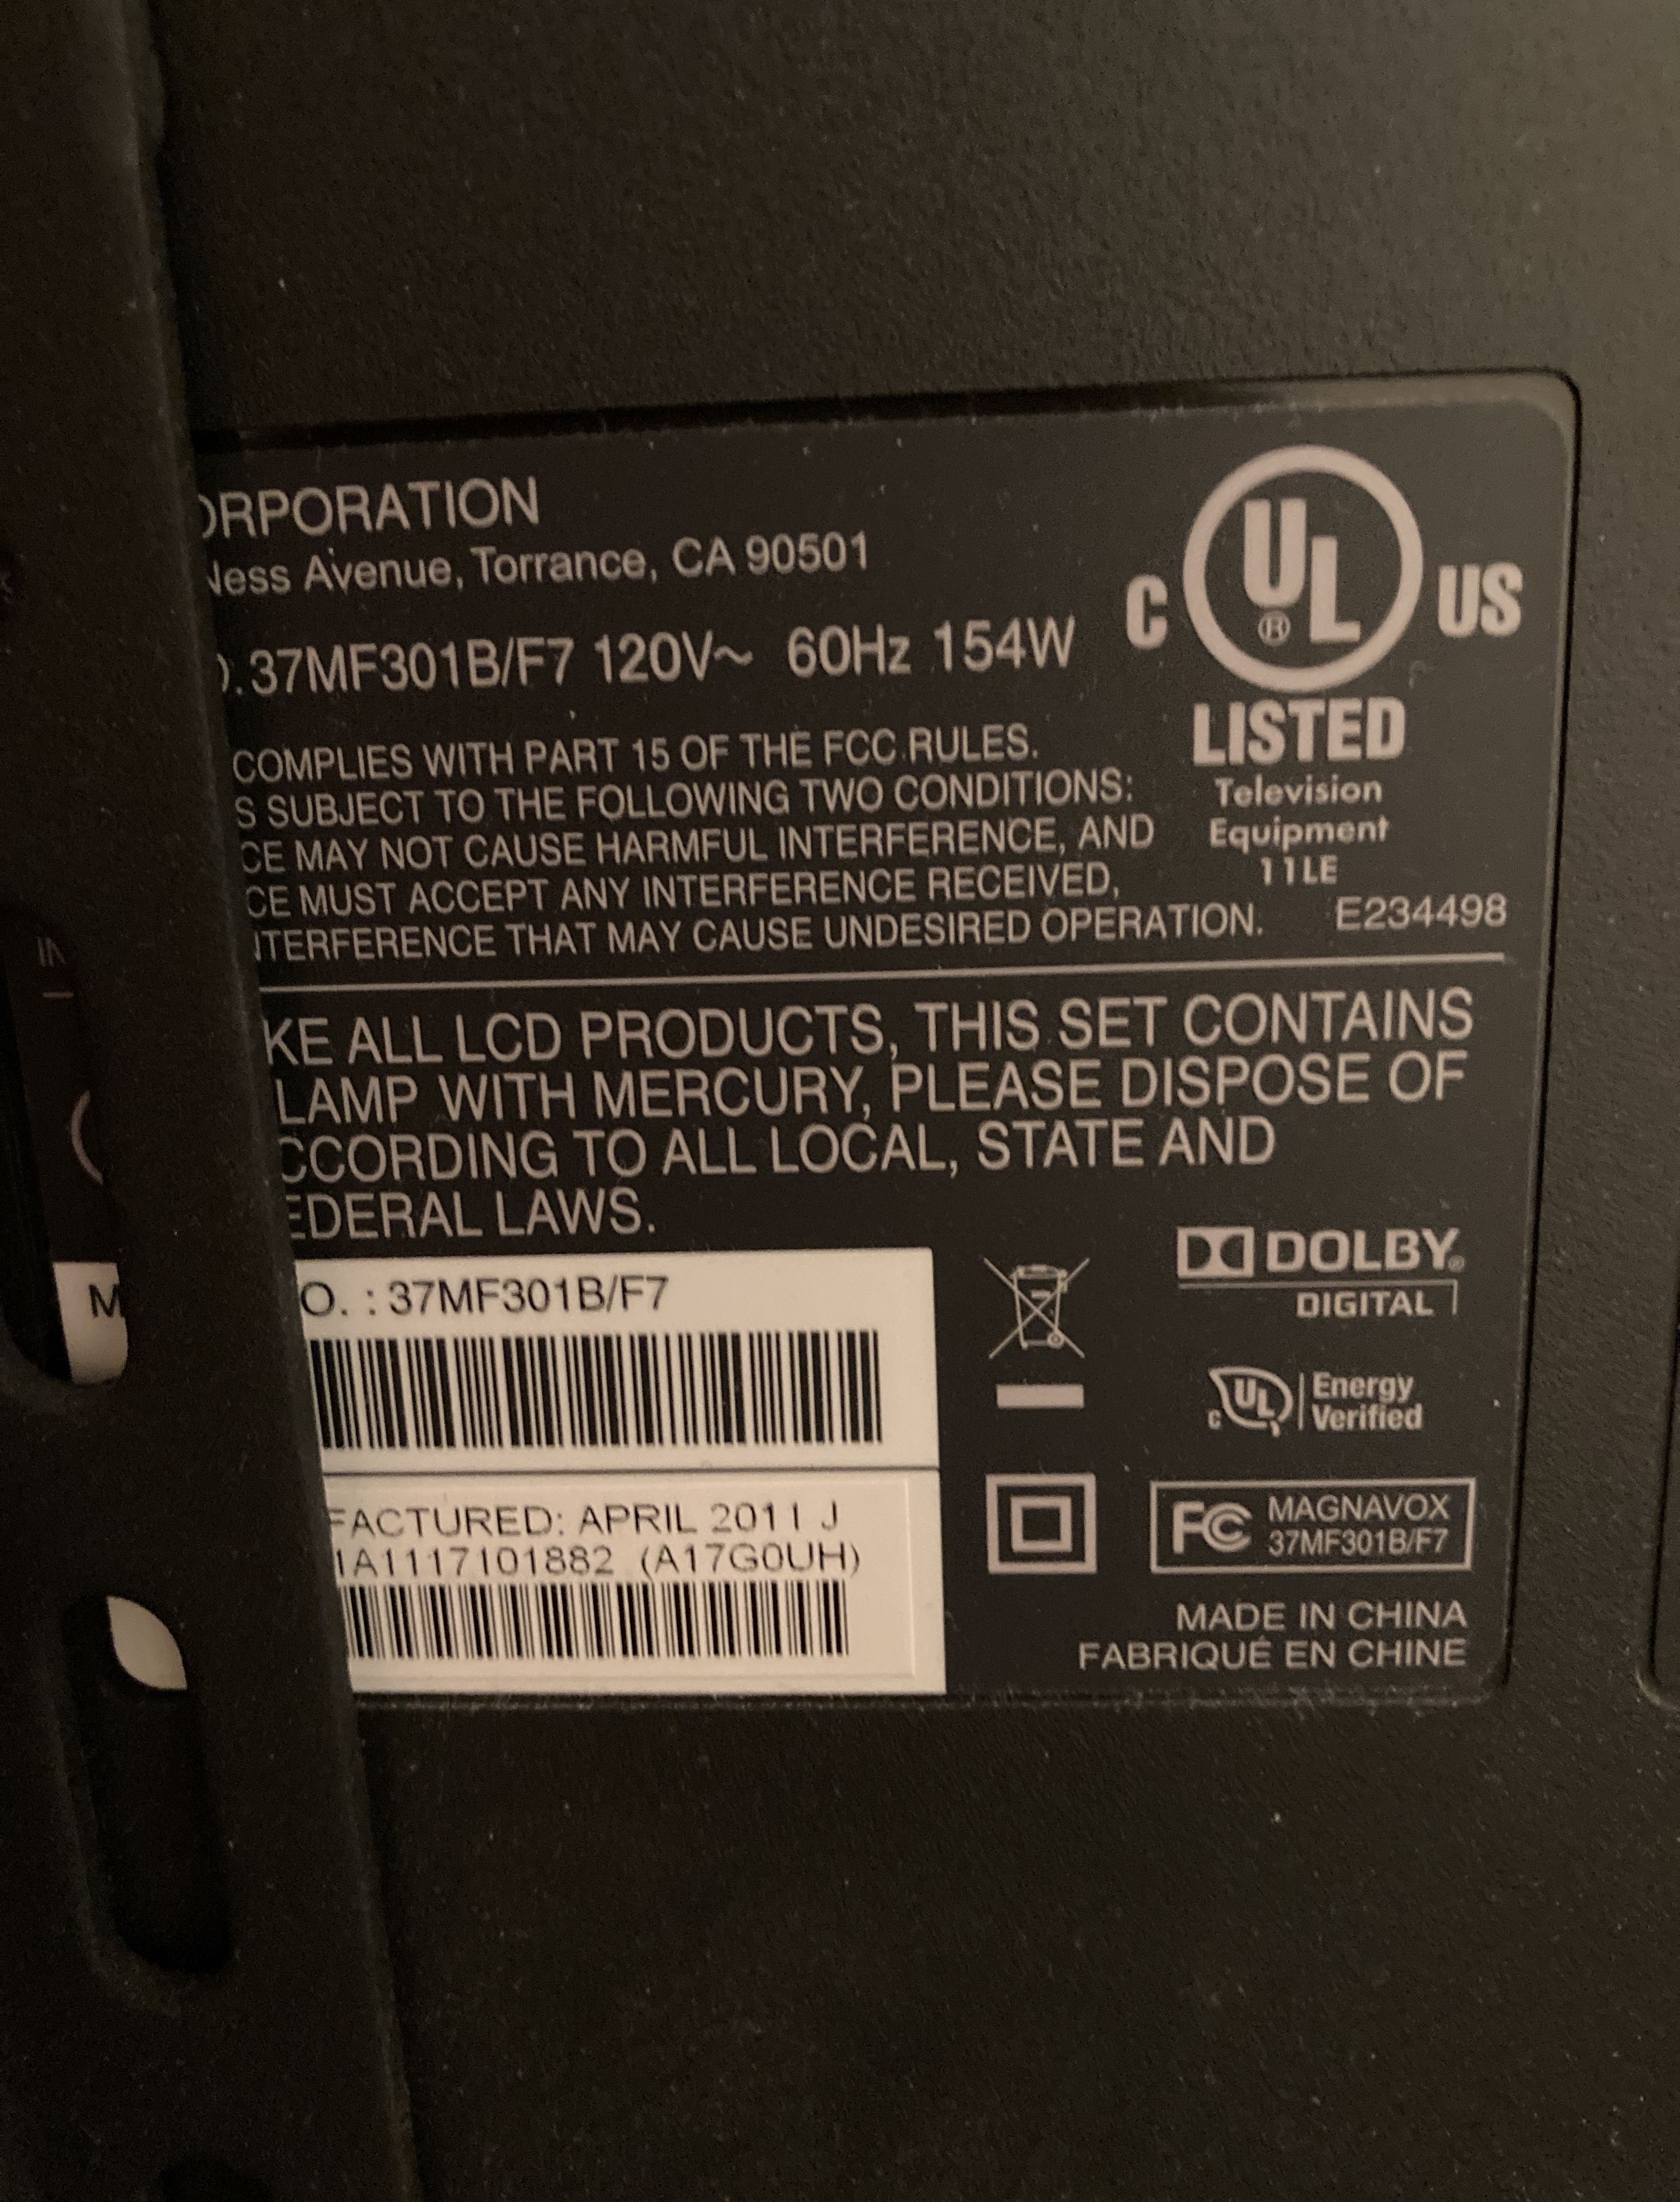 ORPORATION
Ness Avenue, Torrance, CA 90501
. 37MF301B/F7 120V~ 60Hz 154W
COMPLIES WITH PART 15 OF THE FCC RULES.
S SUBJECT TO THE FOLLOWING TWO CONDITIONS:
CE MAY NOT CAUSE HARMFUL INTERFERENCE, AND
CE MUST ACCEPT ANY INTERFERENCE RECEIVED,
NTERFERENCE THAT MAY CAUSE UNDESIRED OPERATION.
C UL ® US
LISTED
Television
Equipment
11LE
E234498
KE ALL LCD PRODUCTS, THIS SET CONTAINS
LAMP WITH MERCURY, PLEASE DISPOSE OF
CCORDING TO ALL LOCAL, STATE AND
EDERAL LAWS.
IN
M
O. : 37MF301B/F7
FACTURED: APRIL 2011 J
1A1117101882 (A17G0UH)
DOLBY®
DIGITAL
c UL Energy
Verified
FC MAGNAVOX
37MF301B/F7
MADE IN CHINA
FABRIQUÉ EN CHINE